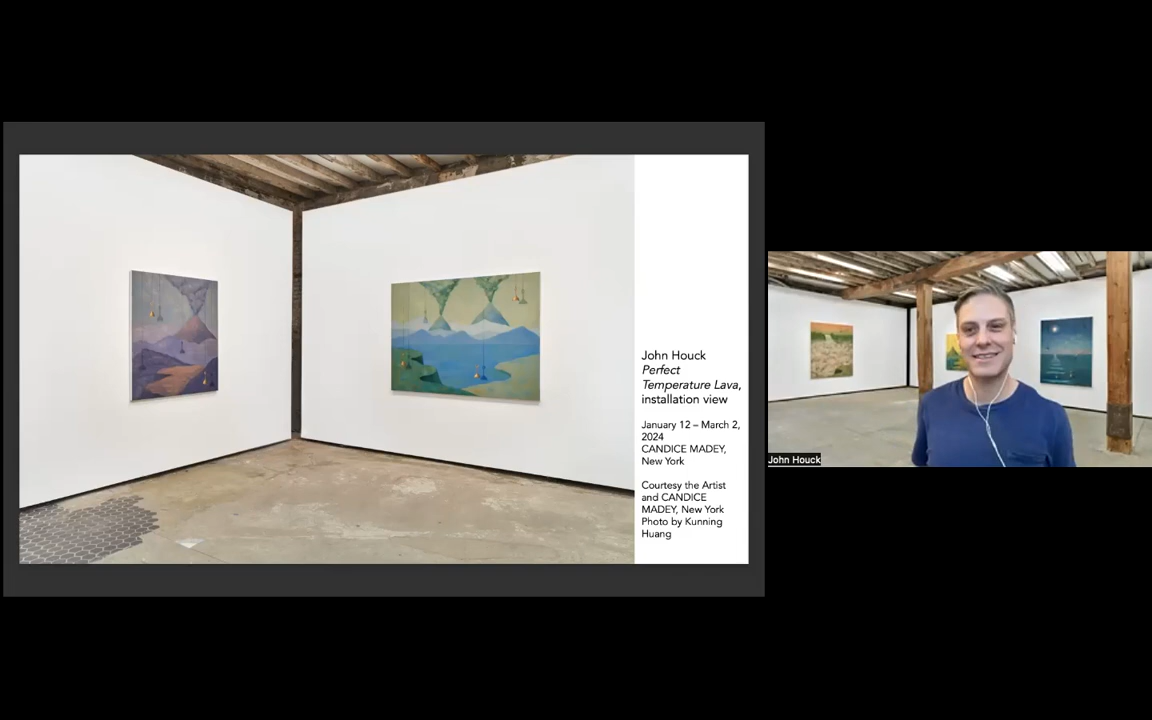 John Houck
Perfect
Temperature Lava,
installation view
January 12 – March 2,
2024
CANDICE MADEY,
New York
Courtesy the Artist
and CANDICE
MADEY, New York
Photo by Kunning
Huang
John Houck